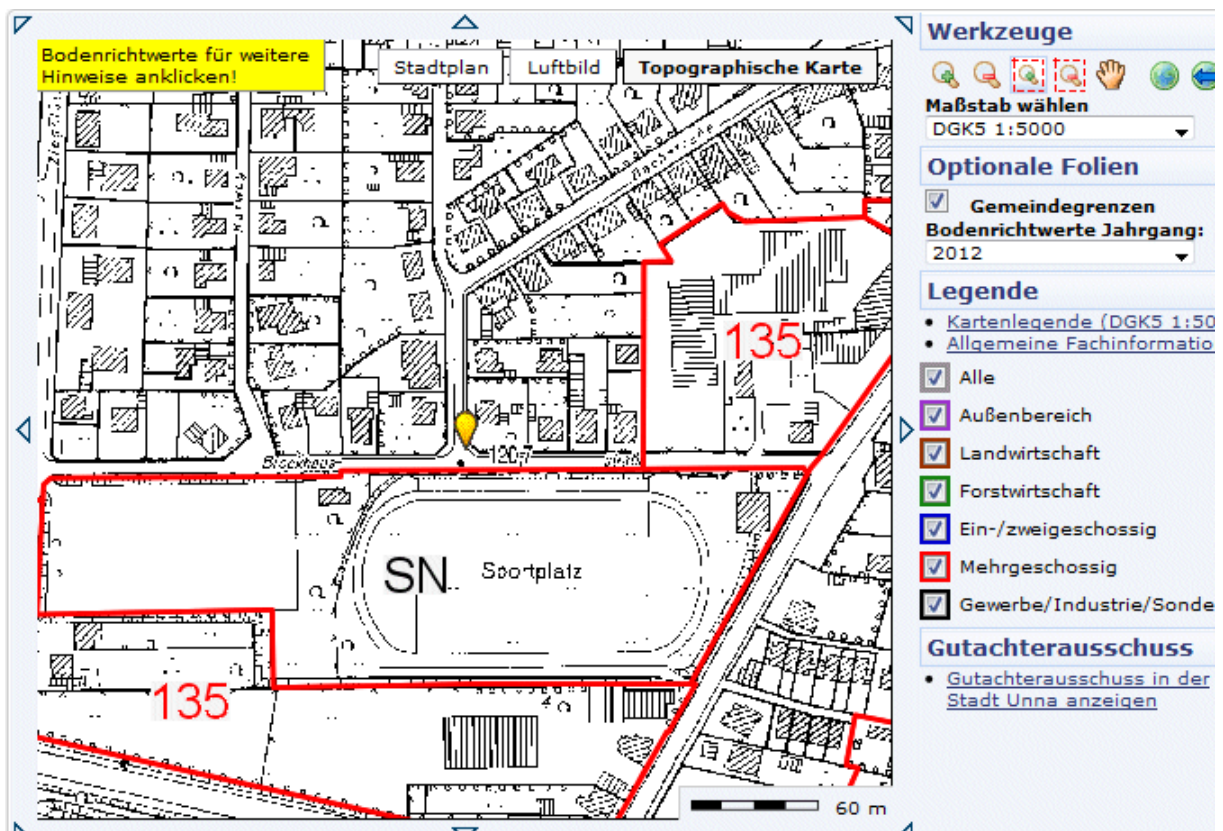 Bodenrichtwerte für weitere
Hinweise anklicken!
Stadtplan
Luftbild
Topographische Karte
135
120,7
SN
Sportplatz
135
60 m
Werkzeuge
Maßstab wählen
DGK5 1:5000
Optionale Folien
Gemeindegrenzen
Bodenrichtwerte Jahrgang:
2012
Legende
Kartenlegende (DGK5 1:50
Allgemeine Fachinformatio
Alle
Außenbereich
Landwirtschaft
Forstwirtschaft
Ein-/zweigeschossig
Mehrgeschossig
Gewerbe/Industrie/Sonde
Gutachterausschuss
Gutachterausschuss in der
Stadt Unna anzeigen